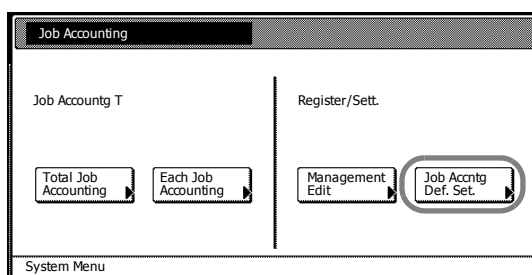 Job Accounting
Job Accountg T
Register/Sett.
Total Job
Accounting
Each Job
Accounting
Management
Edit
Job Accntg
Def. Set.
System Menu